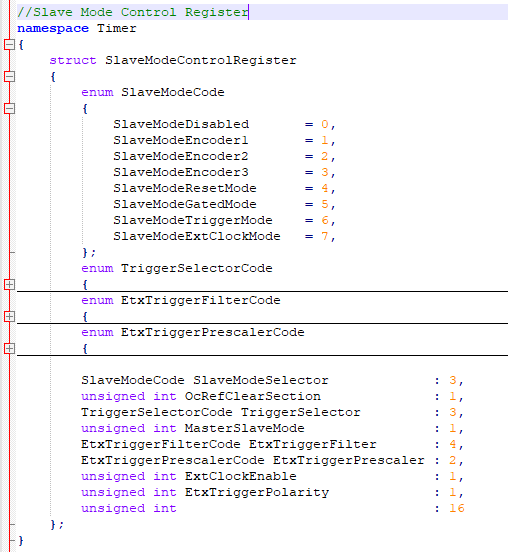 //Slave Mode Control Register
namespace Timer
{
struct SlaveModeControlRegister
{
enum SlaveModeCode
{
SlaveModeDisabled = 0,
SlaveModeEncoder1 = 1,
SlaveModeEncoder2 = 2,
SlaveModeEncoder3 = 3,
SlaveModeResetMode = 4,
SlaveModeGatedMode = 5,
SlaveModeTriggerMode = 6,
SlaveModeExtClockMode = 7,
};
enum TriggerSelectorCode
{
enum EtxTriggerFilterCode
{
enum EtxTriggerPrescalerCode
{
SlaveModeCode SlaveModeSelector : 3,
unsigned int OcRefClearSection : 1,
TriggerSelectorCode TriggerSelector : 3,
unsigned int MasterSlaveMode : 1,
EtxTriggerFilterCode EtxTriggerFilter : 4,
EtxTriggerPrescalerCode EtxTriggerPrescaler : 2,
unsigned int ExtClockEnable : 1,
unsigned int EtxTriggerPolarity : 1,
unsigned int : 16
};
}